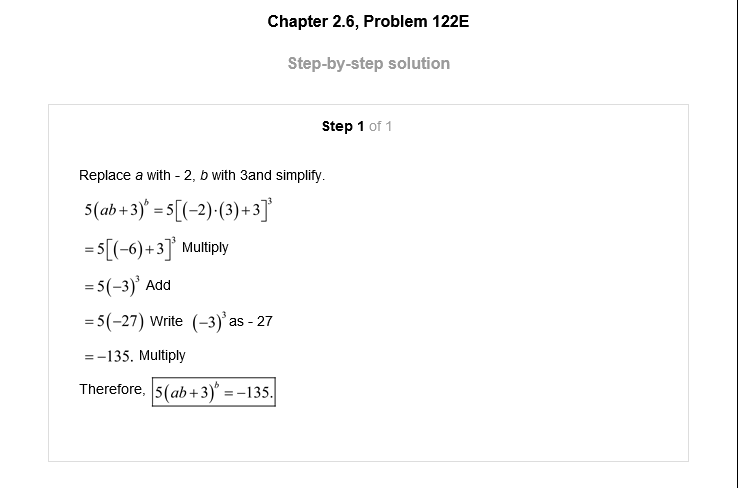 Chapter 2.6, Problem 122E
Step-by-step solution
Step 1 of 1
Replace a with - 2, b with 3and simplify.
5(ab+3)^b = 5[(−2)·(3)+3]^3
= 5[(−6)+3]^3 Multiply
= 5(−3)^3 Add
= 5(−27) Write (−3)^3 as - 27
= −135. Multiply
Therefore, 5(ab+3)^b = −135.